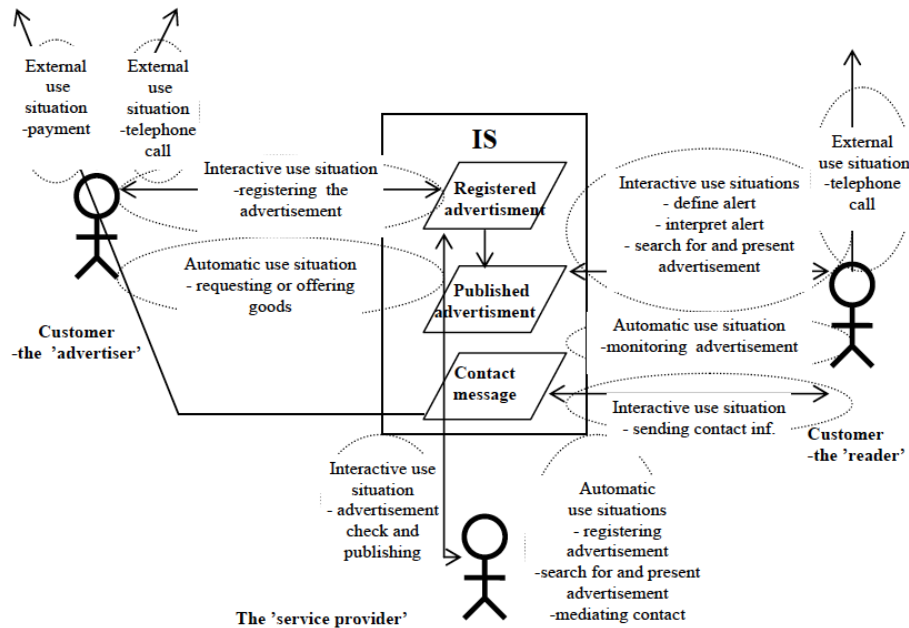 External
use
situation
-payment
External
use
situation
-telephone
call
IS
Interactive use situation
-registering the
advertisement
Registered
advertisment
Interactive use situations
- define alert
- interpret alert
- search for and present
advertisement
External
use situation
-telephone
call
Automatic use situation
- requesting or offering
goods
Published
advertisment
Customer
-the 'advertiser'
Automatic use situation
-monitoring advertisement
Contact
message
Interactive use situation
- sending contact inf.
Customer
-the 'reader'
Interactive use
situation
- advertisement
check and
publishing
Automatic
use situations
- registering
advertisement
-search for and present
advertisement
-mediating contact
The 'service provider'